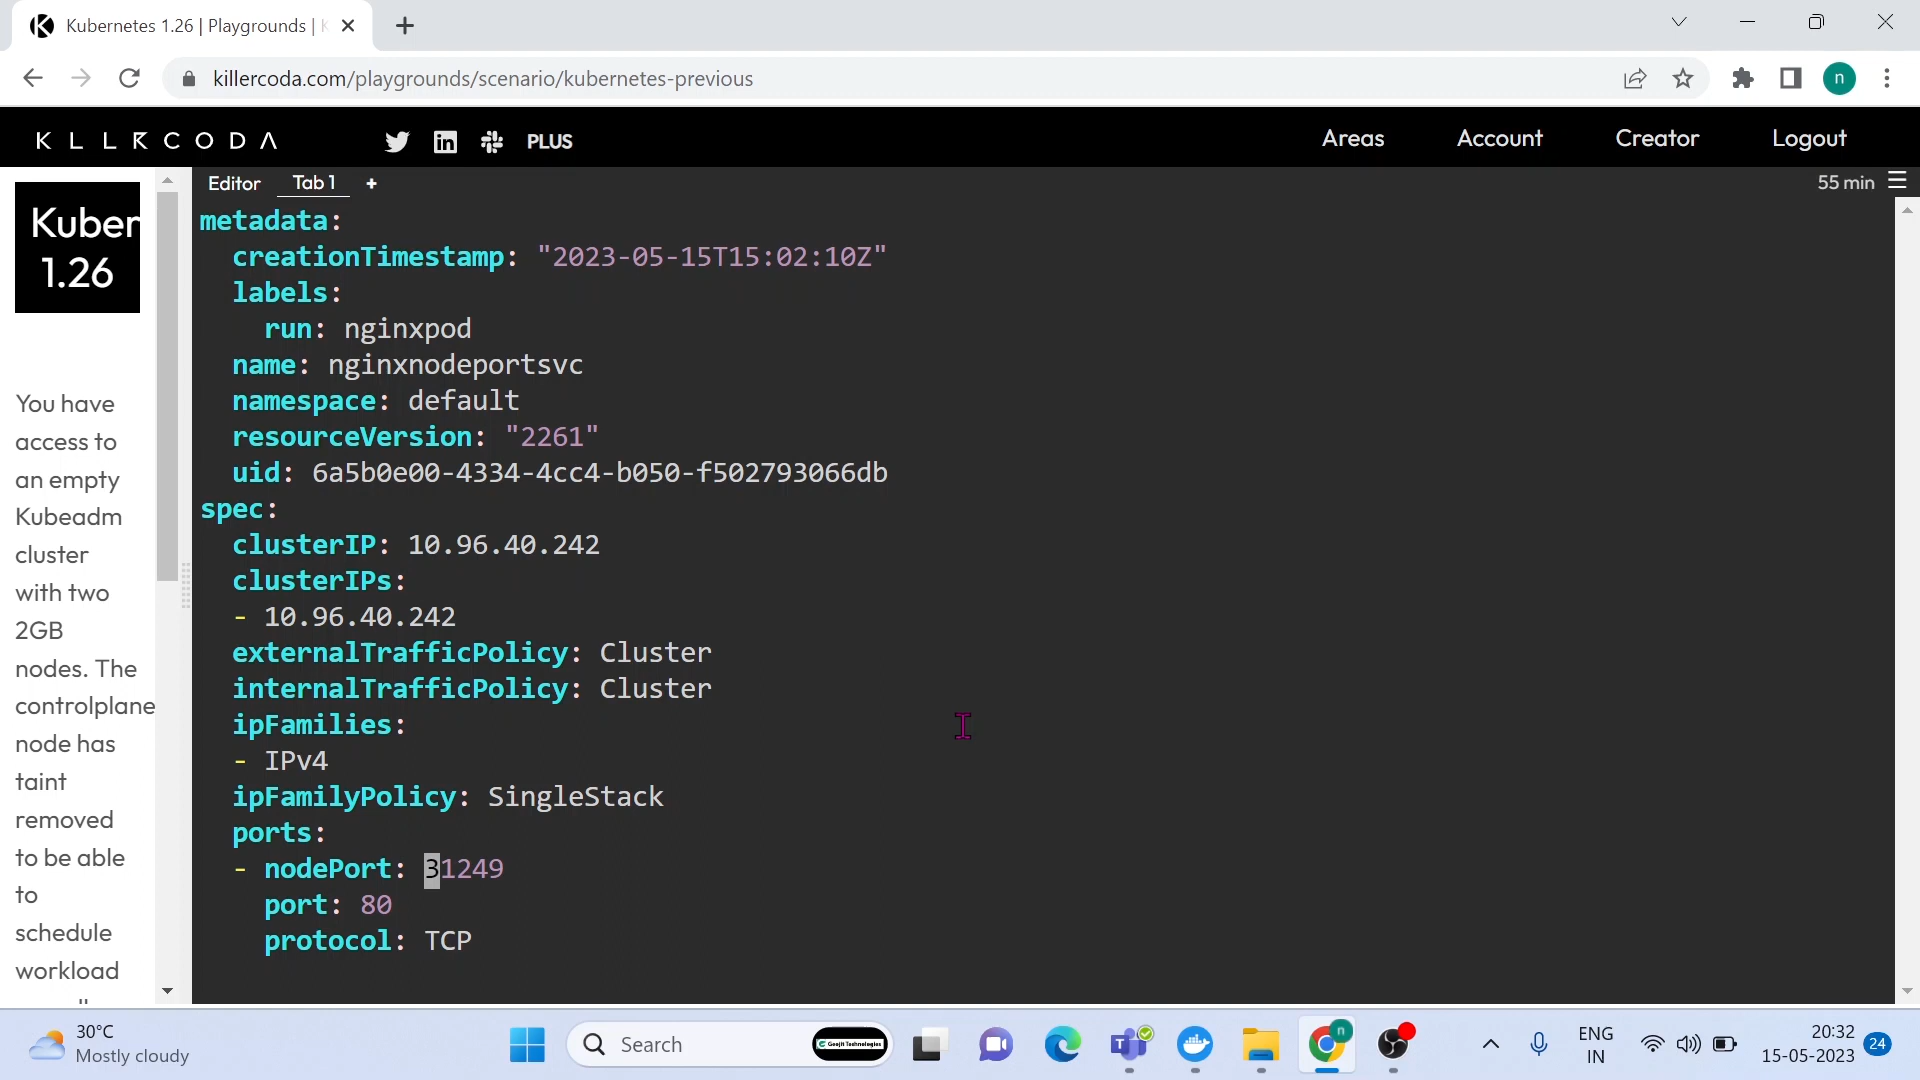 Kubernetes 1.26 | Playgrounds |
killercoda.com/playgrounds/scenario/kubernetes-previous
n
KLLRCODA
PLUS
Areas
Account
Creator
Logout
Kuber
1.26
You have
access to
an empty
Kubeadm
cluster
with two
2GB
nodes. The
controlplane
node has
taint
removed
to be able
to
schedule
workload
Editor
Tab 1
+
55 min
metadata:
creationTimestamp: "2023-05-15T15:02:10Z"
labels:
run: nginxpod
name: nginxnodeportsvc
namespace: default
resourceVersion: "2261"
uid: 6a5b0e00-4334-4cc4-b050-f502793066db
spec:
clusterIP: 10.96.40.242
clusterIPs:
- 10.96.40.242
externalTrafficPolicy: Cluster
internalTrafficPolicy: Cluster
ipFamilies:
- IPv4
ipFamilyPolicy: SingleStack
ports:
- nodePort: 31249
port: 80
protocol: TCP
30°C
Mostly cloudy
Search
Geojit Technologies
n
ENG
IN
20:32
15-05-2023
24